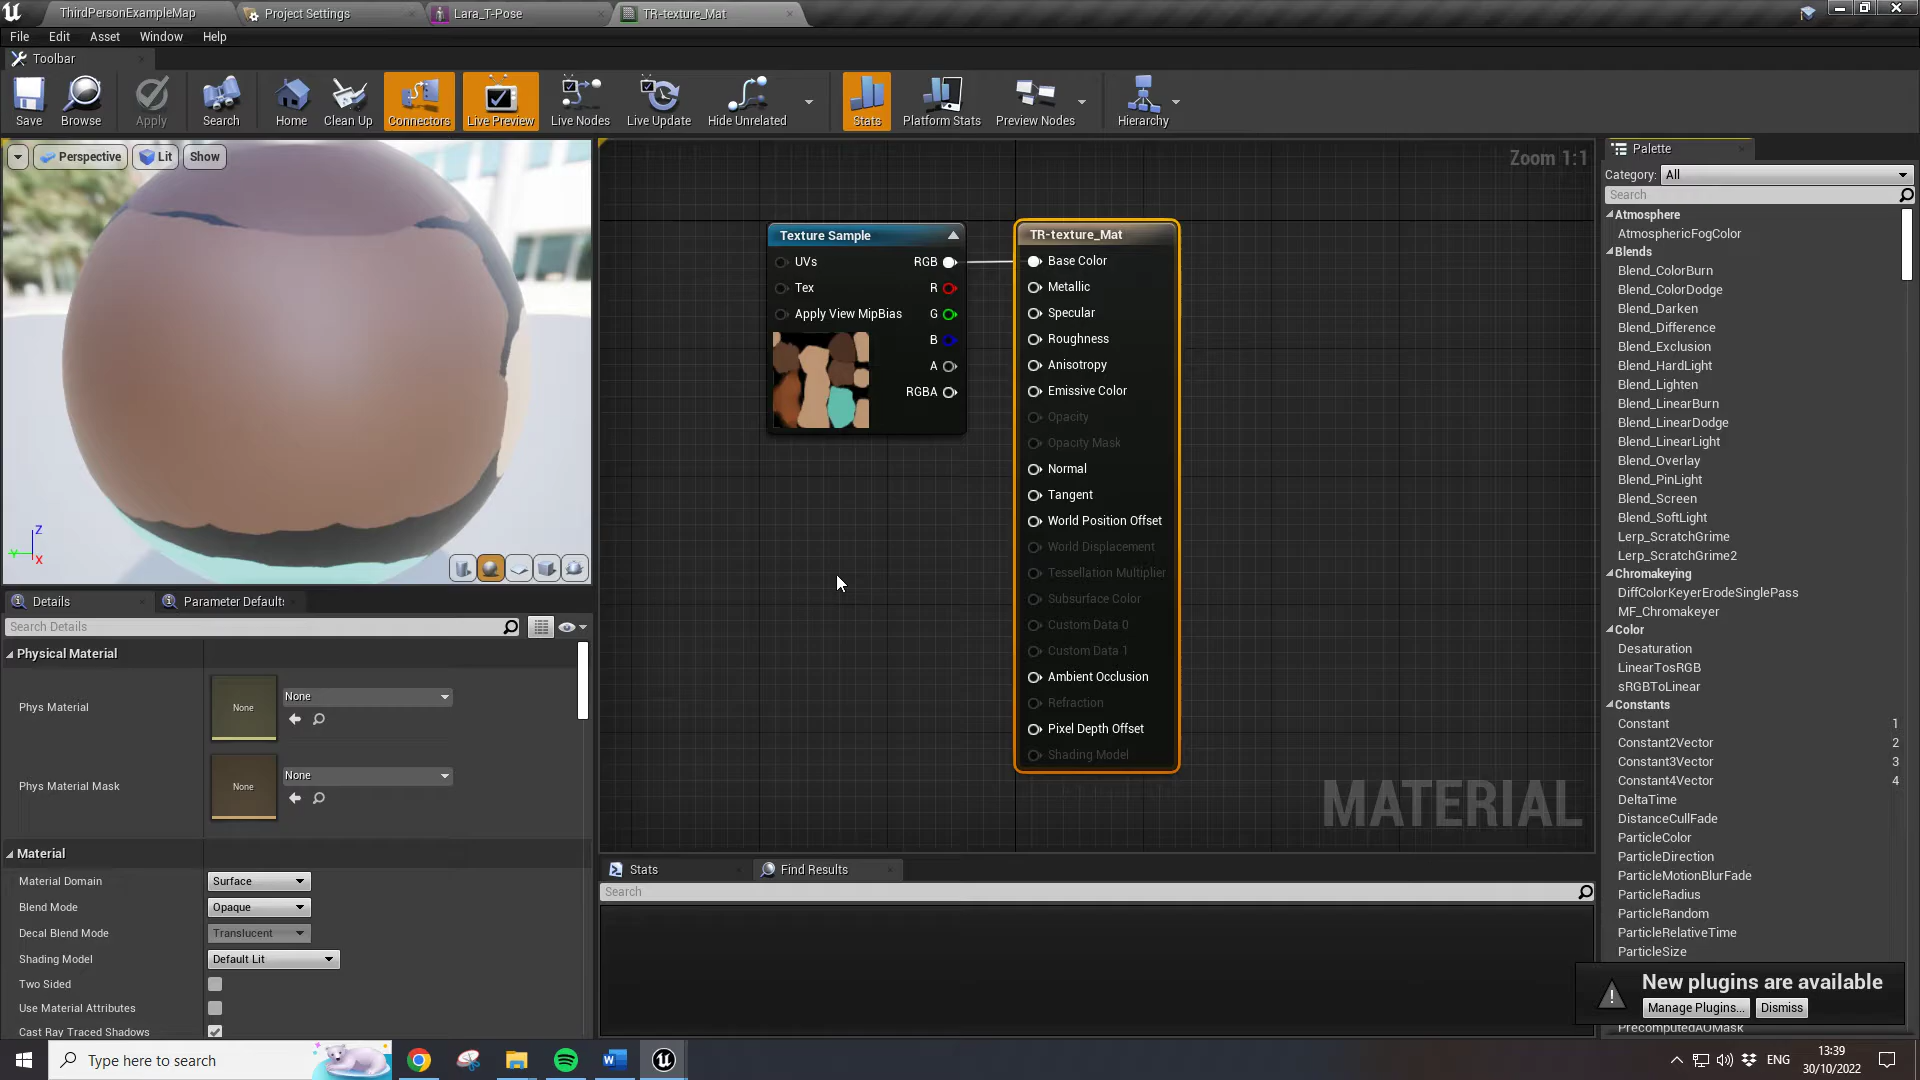 ThirdPersonExampleMap
Project Settings
Lara_T-Pose
TR-texture_Mat
File Edit Asset Window Help
Toolbar
Save
Browse
Apply
Search
Home
Clean Up
Connectors
Live Preview
Live Nodes
Live Update
Hide Unrelated
Stats
Platform Stats
Preview Nodes
Hierarchy
Perspective
Lit
Show
Z
Y
X
Zoom 1:1
Texture Sample
UVs
RGB
Tex
R
Apply View MipBias
G
B
A
RGBA
TR-texture_Mat
Base Color
Metallic
Specular
Roughness
Anisotropy
Emissive Color
Opacity
Opacity Mask
Normal
Tangent
World Position Offset
World Displacement
Tessellation Multiplier
Subsurface Color
Custom Data 0
Custom Data 1
Ambient Occlusion
Refraction
Pixel Depth Offset
Shading Model
MATERIAL
Details
Parameter Default
Search Details
Physical Material
Phys Material
None
None
Phys Material Mask
None
None
Material
Material Domain
Surface
Blend Mode
Opaque
Decal Blend Mode
Translucent
Shading Model
Default Lit
Two Sided
Use Material Attributes
Cast Ray Traced Shadows
Stats
Find Results
Search
Palette
Category: All
Search
Atmosphere
AtmosphericFogColor
Blends
Blend_ColorBurn
Blend_ColorDodge
Blend_Darken
Blend_Difference
Blend_Exclusion
Blend_HardLight
Blend_Lighten
Blend_LinearBurn
Blend_LinearDodge
Blend_LinearLight
Blend_Overlay
Blend_PinLight
Blend_Screen
Blend_SoftLight
Lerp_ScratchGrime
Lerp_ScratchGrime2
Chromakeying
DiffColorKeyerErodeSinglePass
MF_Chromakeyer
Color
Desaturation
LinearTosRGB
sRGBToLinear
Constants
Constant 1
Constant2Vector 2
Constant3Vector 3
Constant4Vector 4
DeltaTime
DistanceCullFade
ParticleColor
ParticleDirection
ParticleMotionBlurFade
ParticleRadius
ParticleRandom
ParticleRelativeTime
ParticleSize
New plugins are available
Manage Plugins...
Dismiss
PrecomputedAOMask
Type here to search
ENG
13:39
30/10/2022